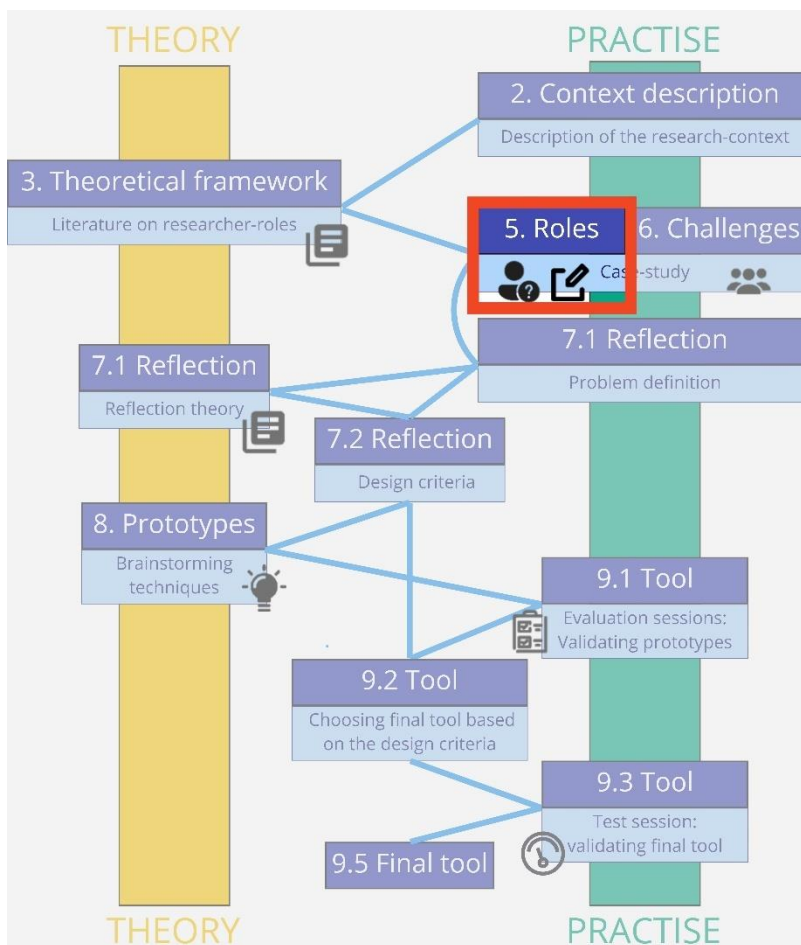 THEORY
PRACTISE
2. Context description
Description of the research-context
3. Theoretical framework
Literature on researcher-roles
5. Roles
6. Challenges
Case-study
7.1 Reflection
Problem definition
7.1 Reflection
Reflection theory
7.2 Reflection
Design criteria
8. Prototypes
Brainstorming
techniques
9.1 Tool
Evaluation sessions:
Validating prototypes
9.2 Tool
Choosing final tool based
on the design criteria
9.3 Tool
Test session:
validating final tool
9.5 Final tool
THEORY
PRACTISE